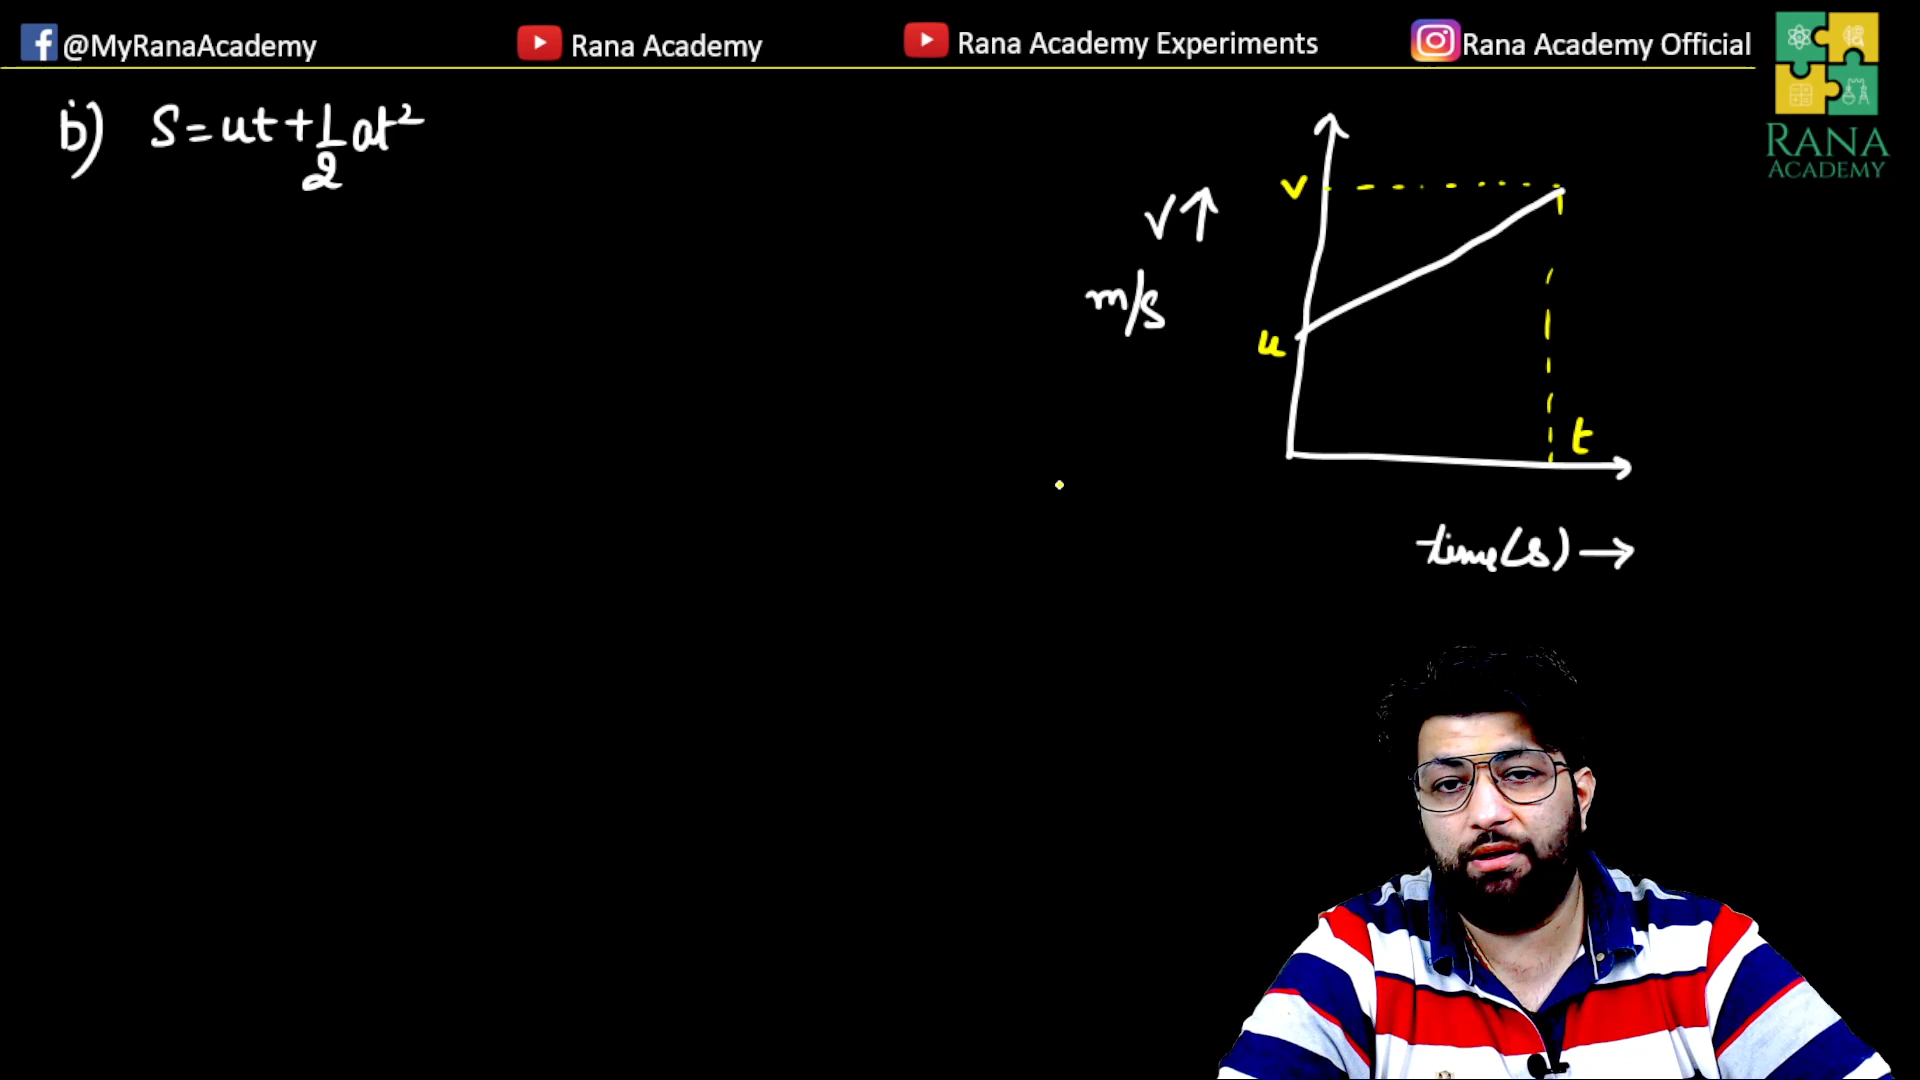 @MyRanaAcademy
Rana Academy
Rana Academy Experiments
Rana Academy Official
RANA
ACADEMY
b) S=ut+1/2at²
v↑
m/s
v
u
t
time(s)→